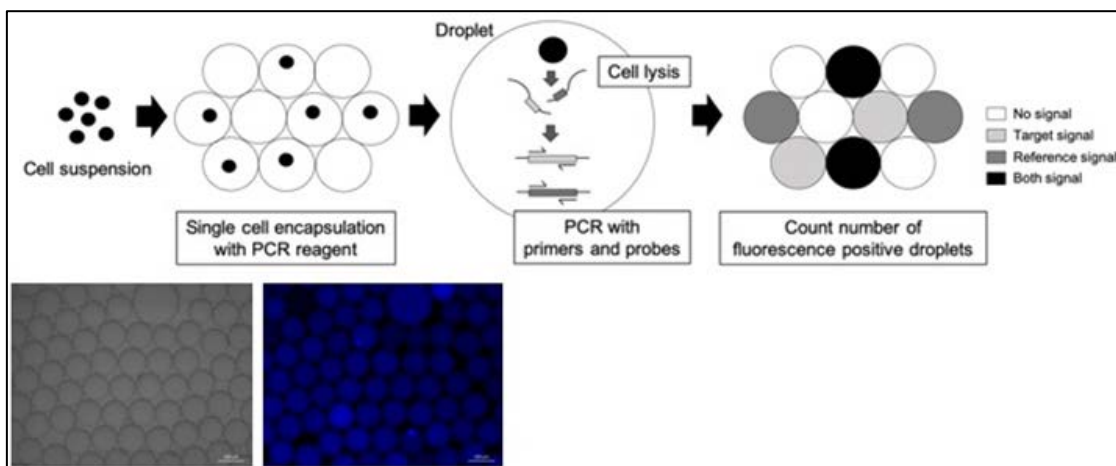 Cell suspension
Single cell encapsulation
with PCR reagent
Droplet
Cell lysis
PCR with
primers and probes
Count number of
fluorescence positive droplets
No signal
Target signal
Reference signal
Both signal